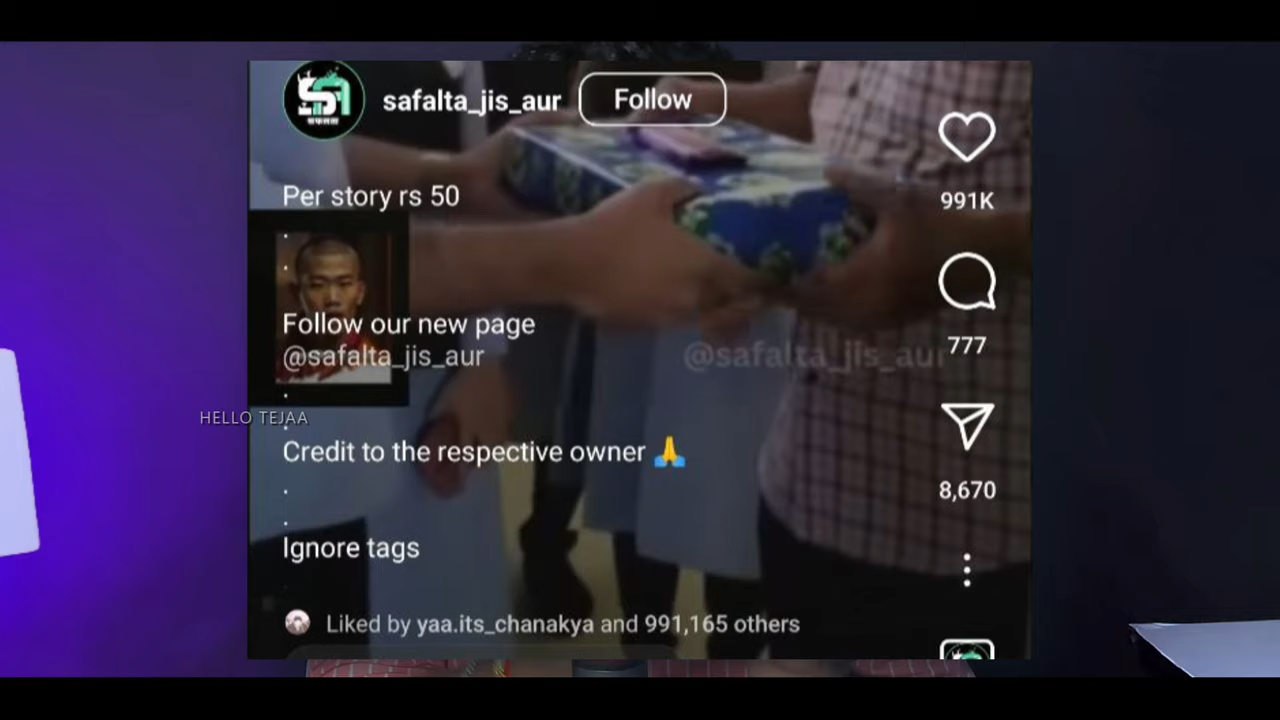 safalta_jis_aur
Follow
991K
Per story rs 50
.
.
Follow our new page
@safalta_jis_aur
@safalta_jis_aur
777
.
HELLO TEJAA
.
Credit to the respective owner 🙏
.
8,670
.
Ignore tags
Liked by yaa.its_chanakya and 991,165 others